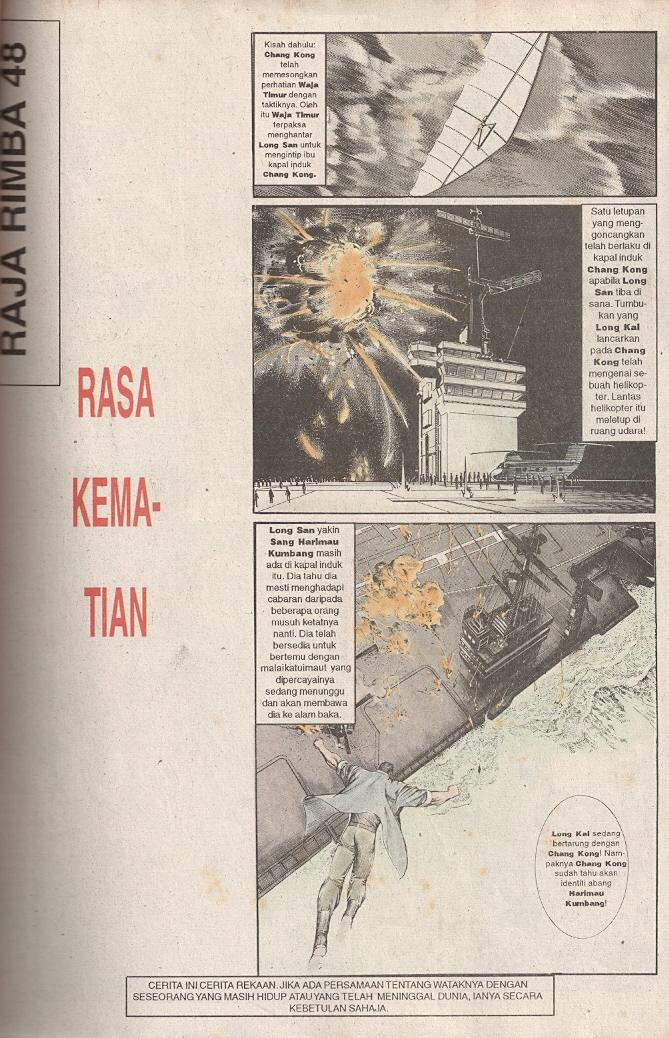 RAJA RIMBA 48
RASA
KEMA-
TIAN
Kisah dahulu:
Chang Kong
telah
memesongkan
perhatian Waja
Timur dengan
taktiknya. Oleh
itu Waja Timur
terpaksa
menghantar
Long San untuk
mengintip ibu
kapal induk
Chang Kong.
Satu letupan
yang meng-
goncangkan
telah berlaku di
kapal induk
Chang Kong
apabila Long
San tiba di
sana. Tumbu-
kan yang
Long Kai
lancarkan
pada Chang
Kong telah
mengenai se-
buah helikop-
ter. Lantas
helikopter itu
meletup di
ruang udara!
Long San yakin
Sang Harimau
Kumbang masih
ada di kapal induk
itu. Dia tahu dia
mesti menghadapi
cabaran daripada
beberapa orang
musuh ketatnya
nanti. Dia telah
bersedia untuk
bertemu dengan
malaikatuimaut yang
dipercayainya
sedang menunggu
dan akan membawa
dia ke alam baka.
Long Kai sedang
bertarung dengan
Chang Kong! Nam-
paknya Chang Kong
sudah tahu akan
identiti abang
Harimau
Kumbang!
CERITA INI CERITA REKAAN. JIKA ADA PERSAMAAN TENTANG WATAKNYA DENGAN
SESEORANG YANG MASIH HIDUP ATAU YANG TELAH MENINGGAL DUNIA, IANYA SECARA
KEBETULAN SAHAJA.